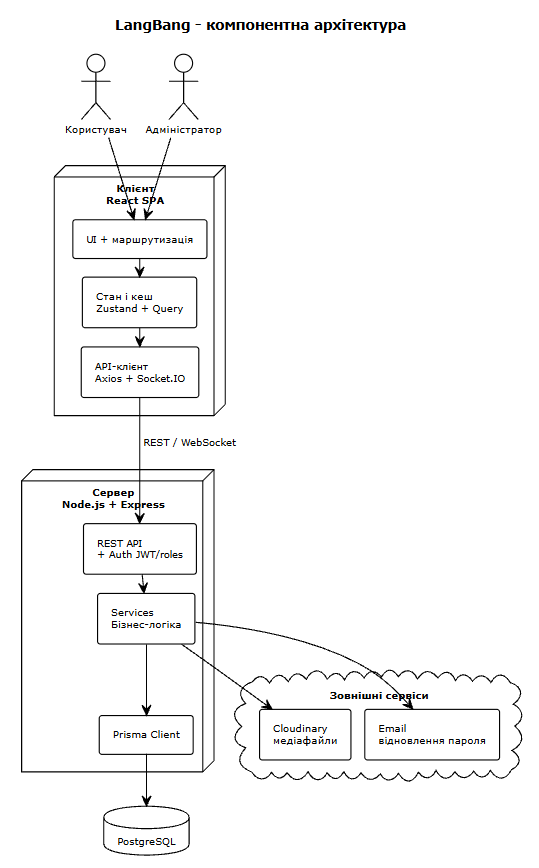 LangBang - компонентна архітектура
Користувач
Адміністратор
Клієнт
React SPA
UI + маршрутизація
Стан і кеш
Zustand + Query
API-клієнт
Axios + Socket.IO
REST / WebSocket
Сервер
Node.js + Express
REST API
+ Auth JWT/roles
Services
Бізнес-логіка
Зовнішні сервіси
Cloudinary
медіафайли
Email
відновлення пароля
Prisma Client
PostgreSQL